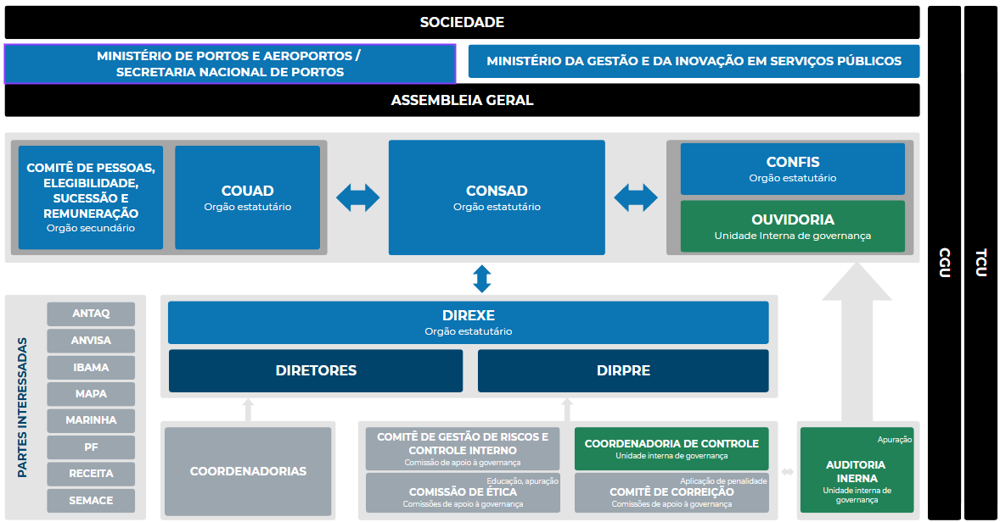 SOCIEDADE
MINISTÉRIO DE PORTOS E AEROPORTOS /
SECRETARIA NACIONAL DE PORTOS
MINISTÉRIO DA GESTÃO E DA INOVAÇÃO EM SERVIÇOS PÚBLICOS
ASSEMBLEIA GERAL
COMITÊ DE PESSOAS,
ELEGIBILIDADE,
SUCESSÃO E
REMUNERAÇÃO
Orgão secundário
COUAD
Orgão estatutário
CONSAD
Orgão estatutário
CONFIS
Orgão estatutário
OUVIDORIA
Unidade Interna de governança
CGU
TCU
PARTES INTERESSADAS
ANTAQ
ANVISA
IBAMA
MAPA
MARINHA
PF
RECEITA
SEMACE
DIREXE
Orgão estatutário
DIRETORES
DIRPRE
COORDENADORIAS
COMITÊ DE GESTÃO DE RISCOS E
CONTROLE INTERNO
Comissão de apoio à governança
Educação, apuração
COMISSÃO DE ÉTICA
Comissões de apoio à governança
COORDENADORIA DE CONTROLE
Unidade interna de governança
Aplicação de penalidade
COMITÊ DE CORREIÇÃO
Comissões de apoio à governança
Apuração
AUDITORIA
INERNA
Unidade interna de
governança